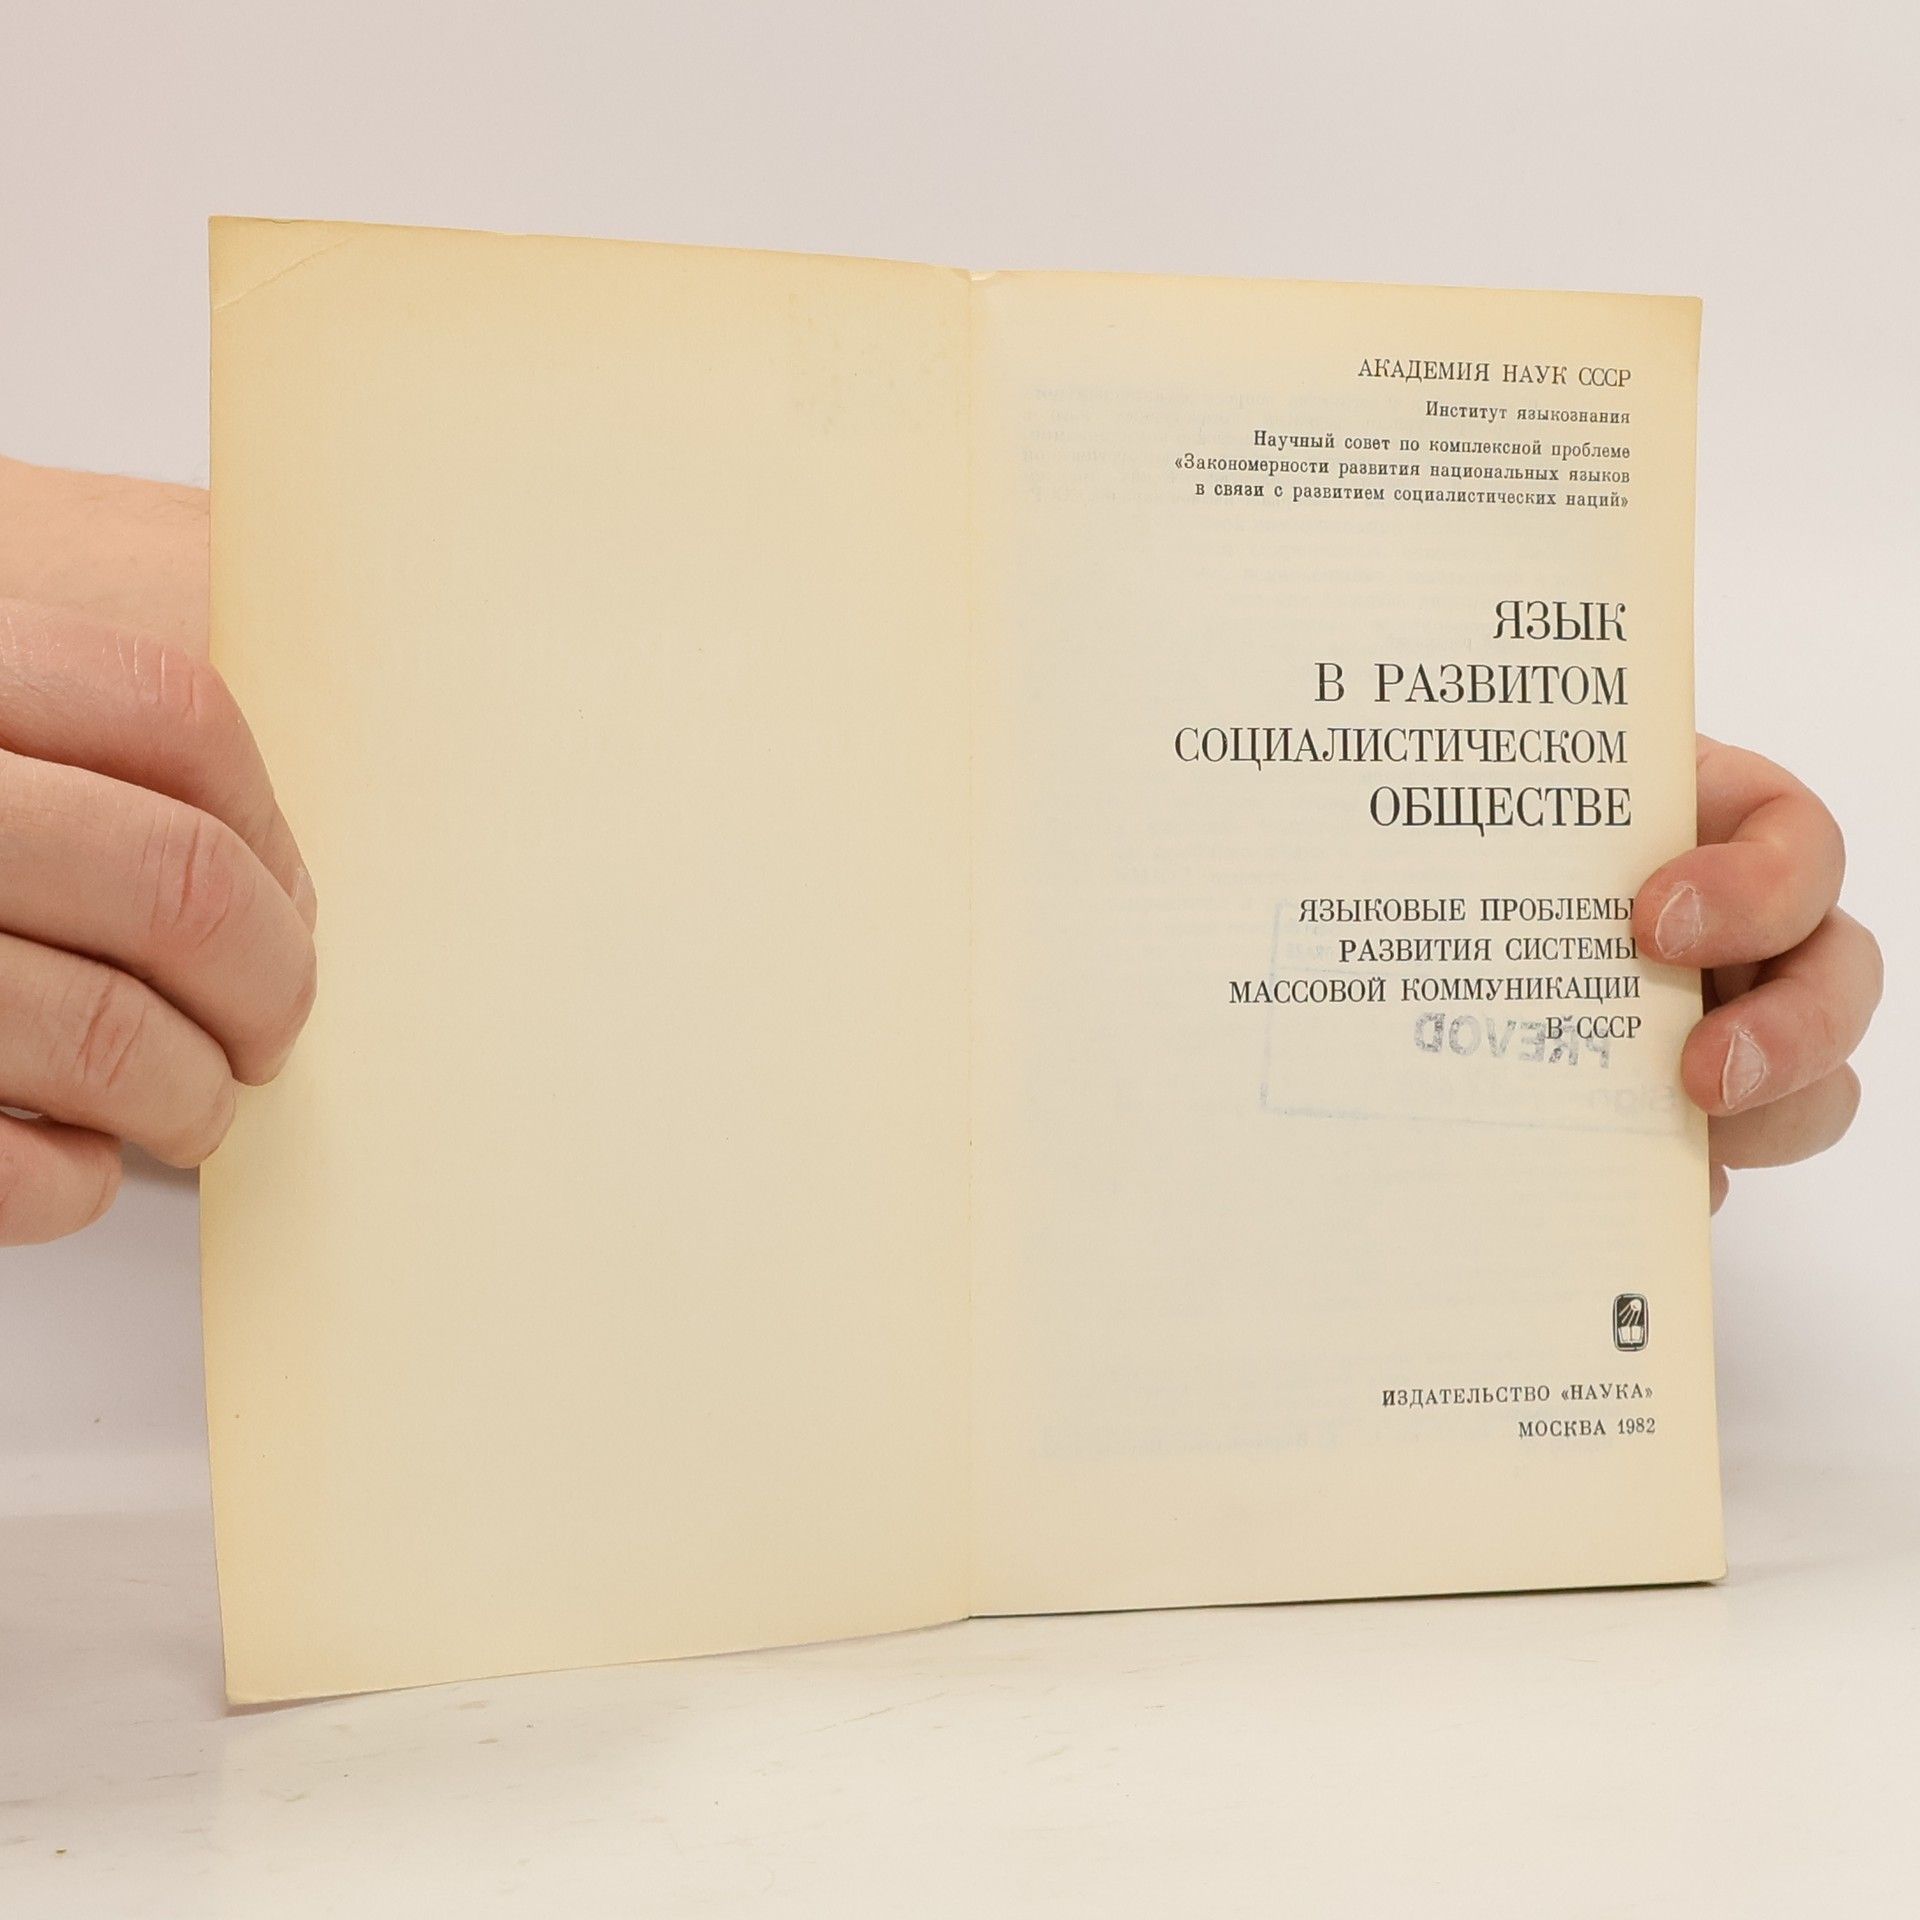 АКАДЕМИЯ НАУК СССР
Институт языкознания
Научный совет по комплексной проблеме
«Закономерности развития национальных языков
в связи с развитием социалистических наций»
ЯЗЫК
В РАЗВИТОМ
СОЦИАЛИСТИЧЕСКОМ
ОБЩЕСТВЕ
ЯЗЫКОВЫЕ ПРОБЛЕМЫ
РАЗВИТИЯ СИСТЕМЫ
МАССОВОЙ КОММУНИКАЦИИ
В СССР
PŘEVOD
ИЗДАТЕЛЬСТВО «НАУКА»
МОСКВА 1982